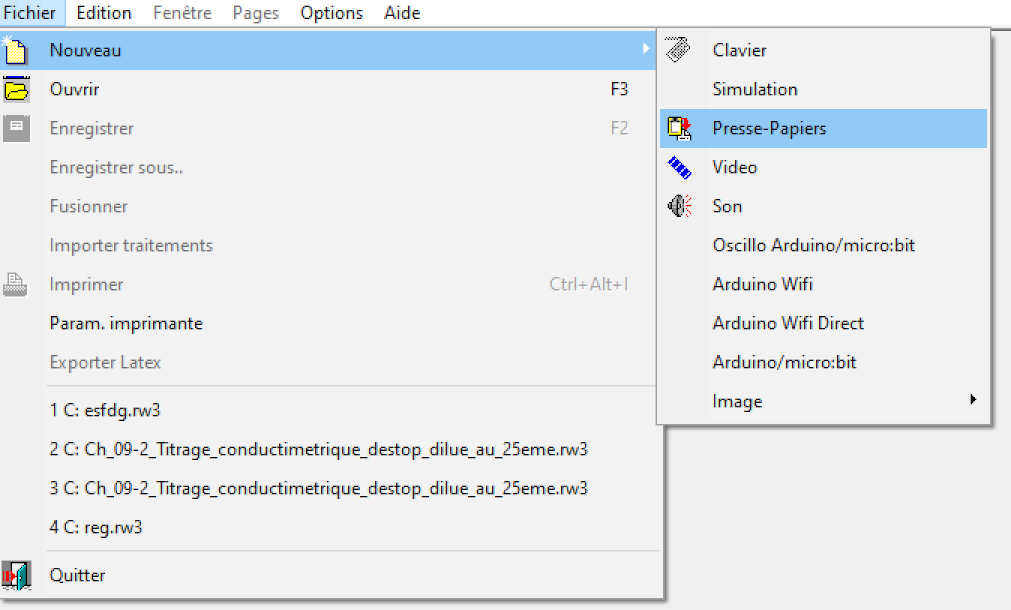 Fichier Edition Fenêtre Pages Options Aide
Nouveau
Ouvrir F3
Enregistrer F2
Enregistrer sous..
Fusionner
Importer traitements
Imprimer Ctrl+Alt+I
Param. imprimante
Exporter Latex
1 C: esfdg.rw3
2 C: Ch_09-2_Titrage_conductimetrique_destop_dilue_au_25eme.rw3
3 C: Ch_09-2_Titrage_conductimetrique_destop_dilue_au_25eme.rw3
4 C: reg.rw3
Quitter
Clavier
Simulation
Presse-Papiers
Video
Son
Oscillo Arduino/micro:bit
Arduino Wifi
Arduino Wifi Direct
Arduino/micro:bit
Image